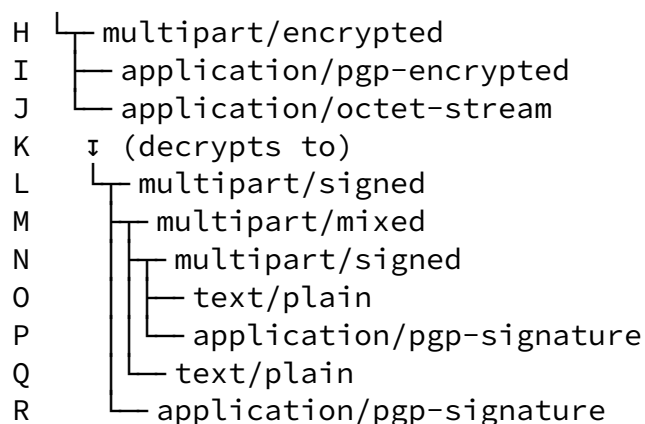 H └┬╴multipart/encrypted
I  ├─╴application/pgp-encrypted
J  └─╴application/octet-stream
K   ↧ (decrypts to)
L   └┬╴multipart/signed
M    ├┬╴multipart/mixed
N    │├┬╴multipart/signed
O    ││├─╴text/plain
P    ││└─╴application/pgp-signature
Q    │└─╴text/plain
R    └─╴application/pgp-signature